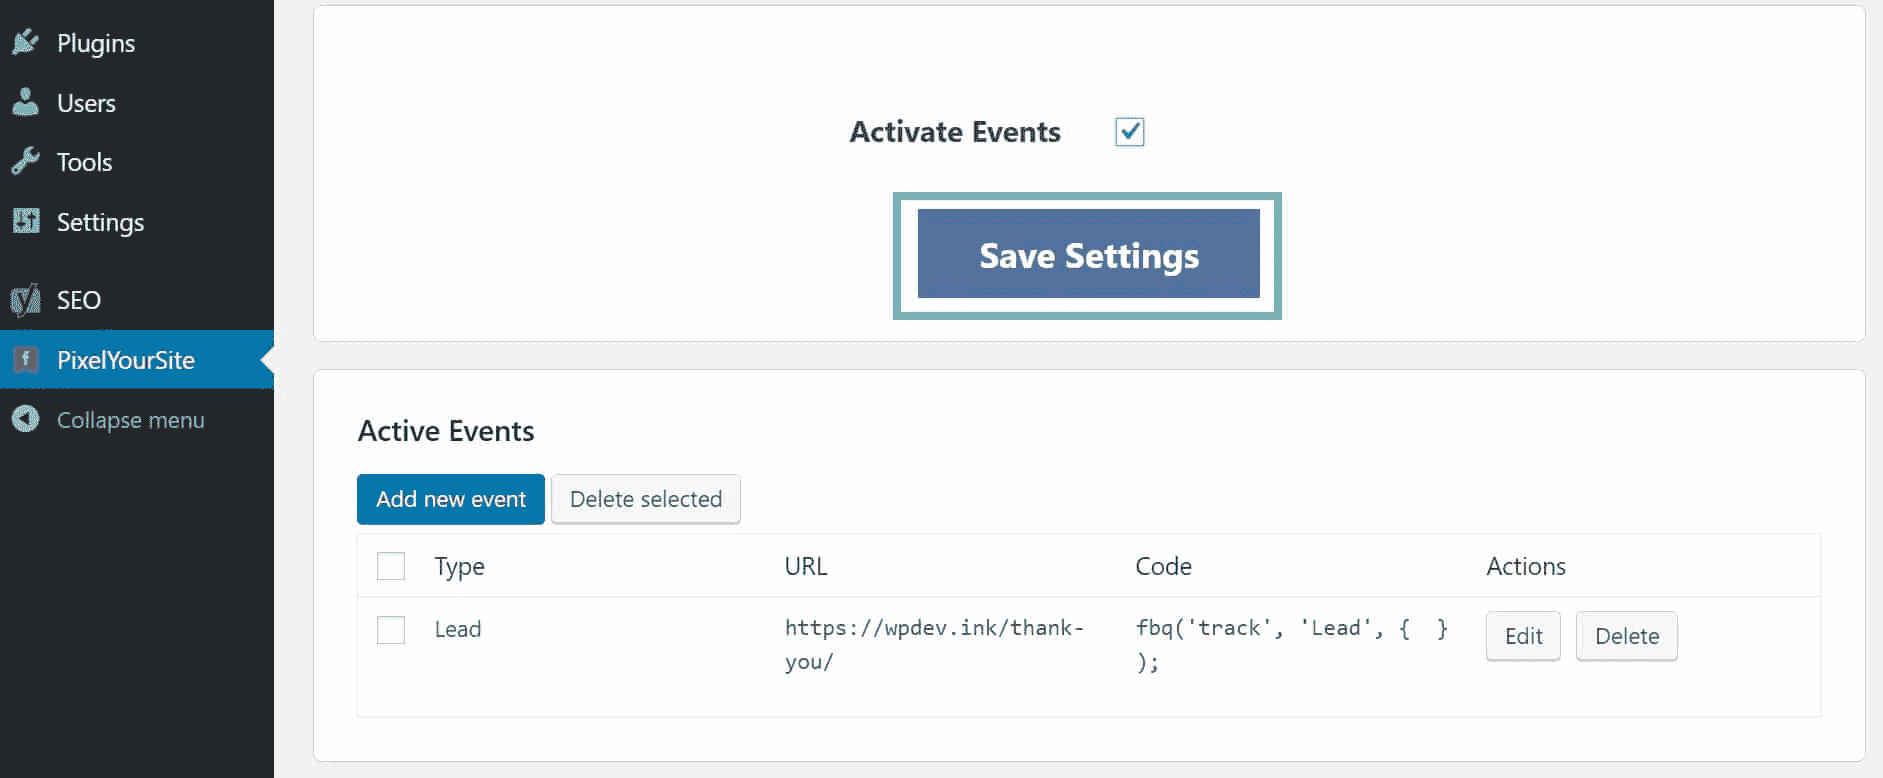 Plugins
Users
Tools
Settings
SEO
PixelYourSite
Collapse menu
Activate Events
Save Settings
Active Events
Add new event Delete selected
Type URL Code Actions
Lead https://wpdev.ink/thank- fbq('track', 'Lead', {  } Edit Delete
you/ );